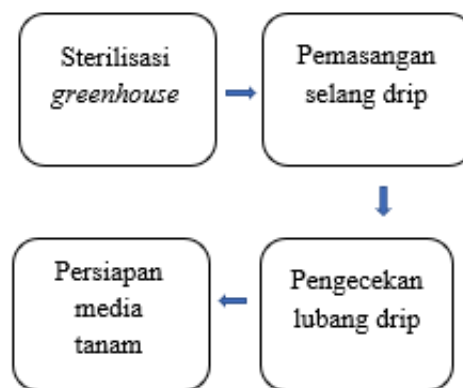 Sterilisasi
greenhouse
Pemasangan
selang drip
Pengecekan
lubang drip
Persiapan
media
tanam